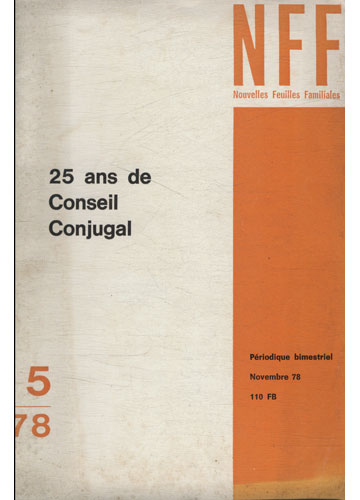 NFF
Nouvelles Feuilles Familiales
25 ans de
Conseil
Conjugal
5
78
Périodique bimestriel
Novembre 78
110 FB